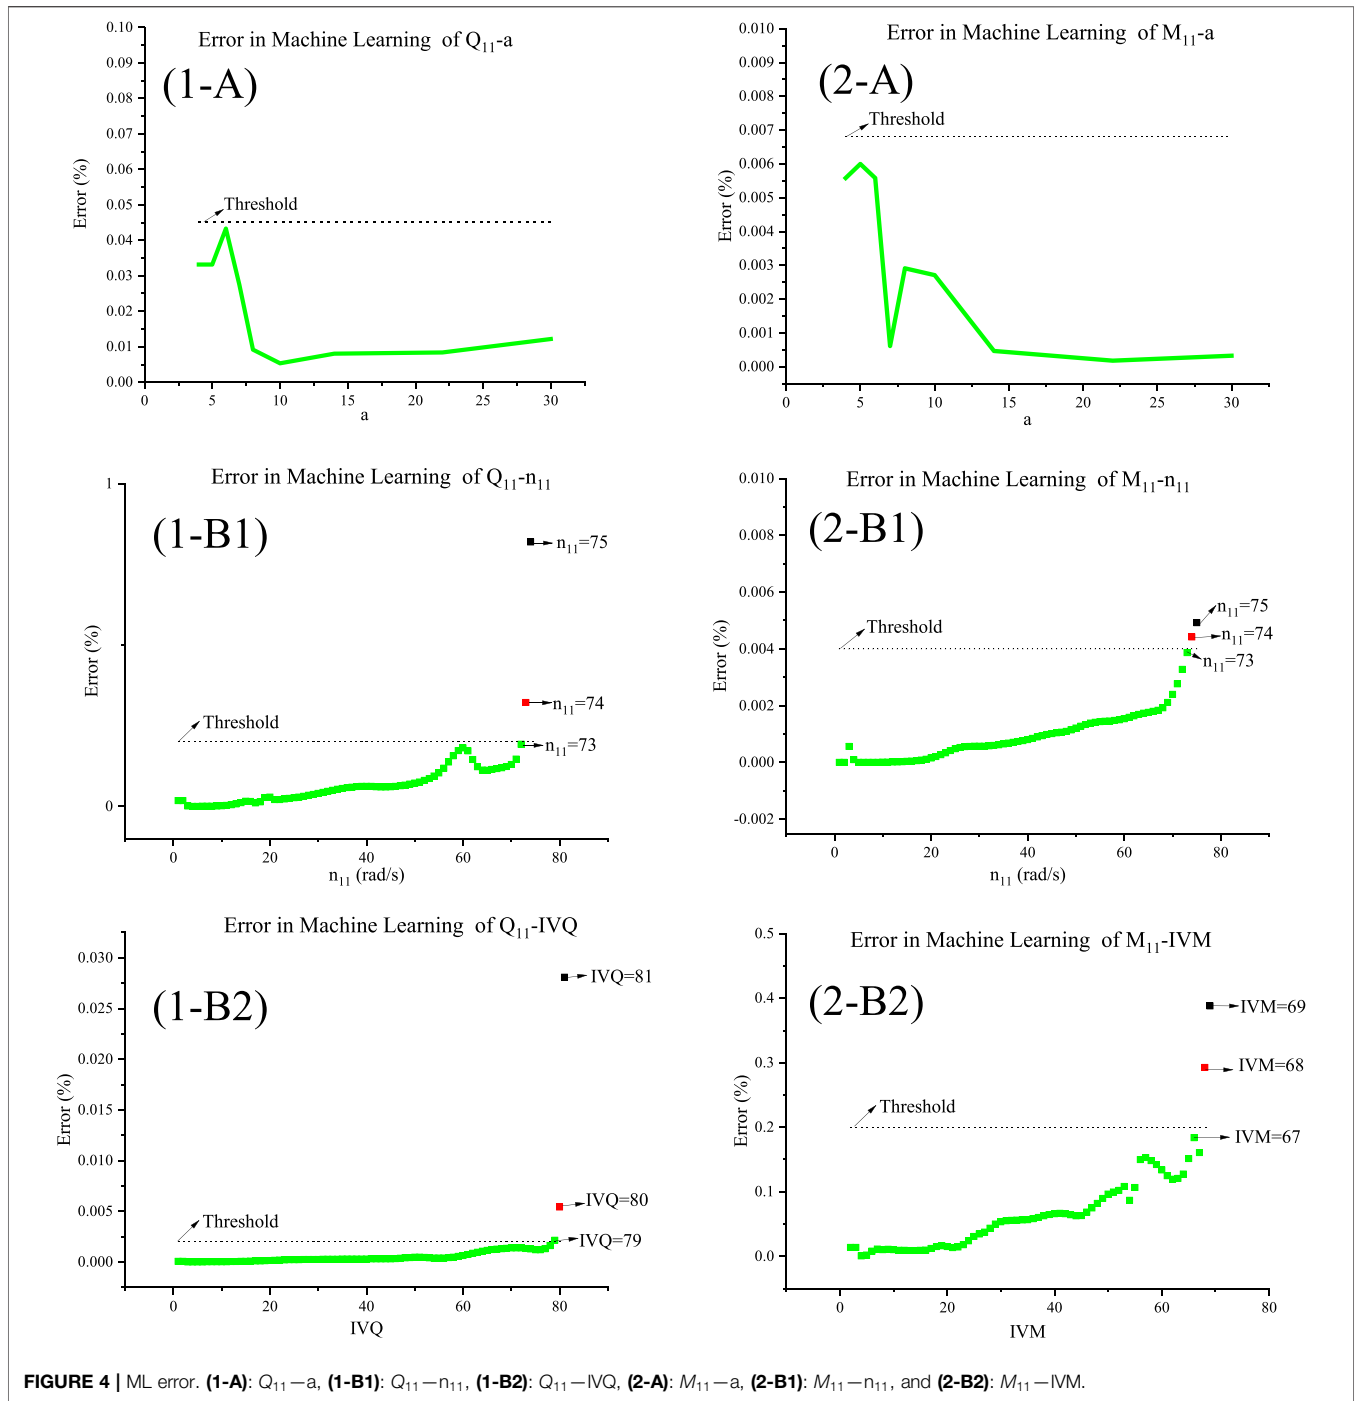 Error in Machine Learning of Q11-a
(1-A)
0.10
0.09
0.08
0.07
0.06
0.05
0.04
0.03
0.02
0.01
0.00
Error (%)
Threshold
0 5 10 15 20 25 30
a
Error in Machine Learning of M11-a
(2-A)
0.010
0.009
0.008
0.007
0.006
0.005
0.004
0.003
0.002
0.001
0.000
Error (%)
Threshold
0 5 10 15 20 25 30
a
Error in Machine Learning of Q11-n11
(1-B1)
1
0
Error (%)
n11=75
n11=74
n11=73
Threshold
0 20 40 60 80
n11 (rad/s)
Error in Machine Learning of M11-n11
(2-B1)
0.010
0.008
0.006
0.004
0.002
0.000
-0.002
Error (%)
Threshold
n11=75
n11=74
n11=73
0 20 40 60 80
n11 (rad/s)
Error in Machine Learning of Q11-IVQ
(1-B2)
0.030
0.025
0.020
0.015
0.010
0.005
0.000
Error (%)
IVQ=81
IVQ=80
IVQ=79
Threshold
0 20 40 60 80
IVQ
Error in Machine Learning of M11-IVM
(2-B2)
0.5
0.4
0.3
0.2
0.1
0.0
Error (%)
IVM=69
IVM=68
IVM=67
Threshold
0 20 40 60 80
IVM
FIGURE 4 | ML error. (1-A): Q11—a, (1-B1): Q11—n11, (1-B2): Q11—IVQ, (2-A): M11—a, (2-B1): M11—n11, and (2-B2): M11—IVM.